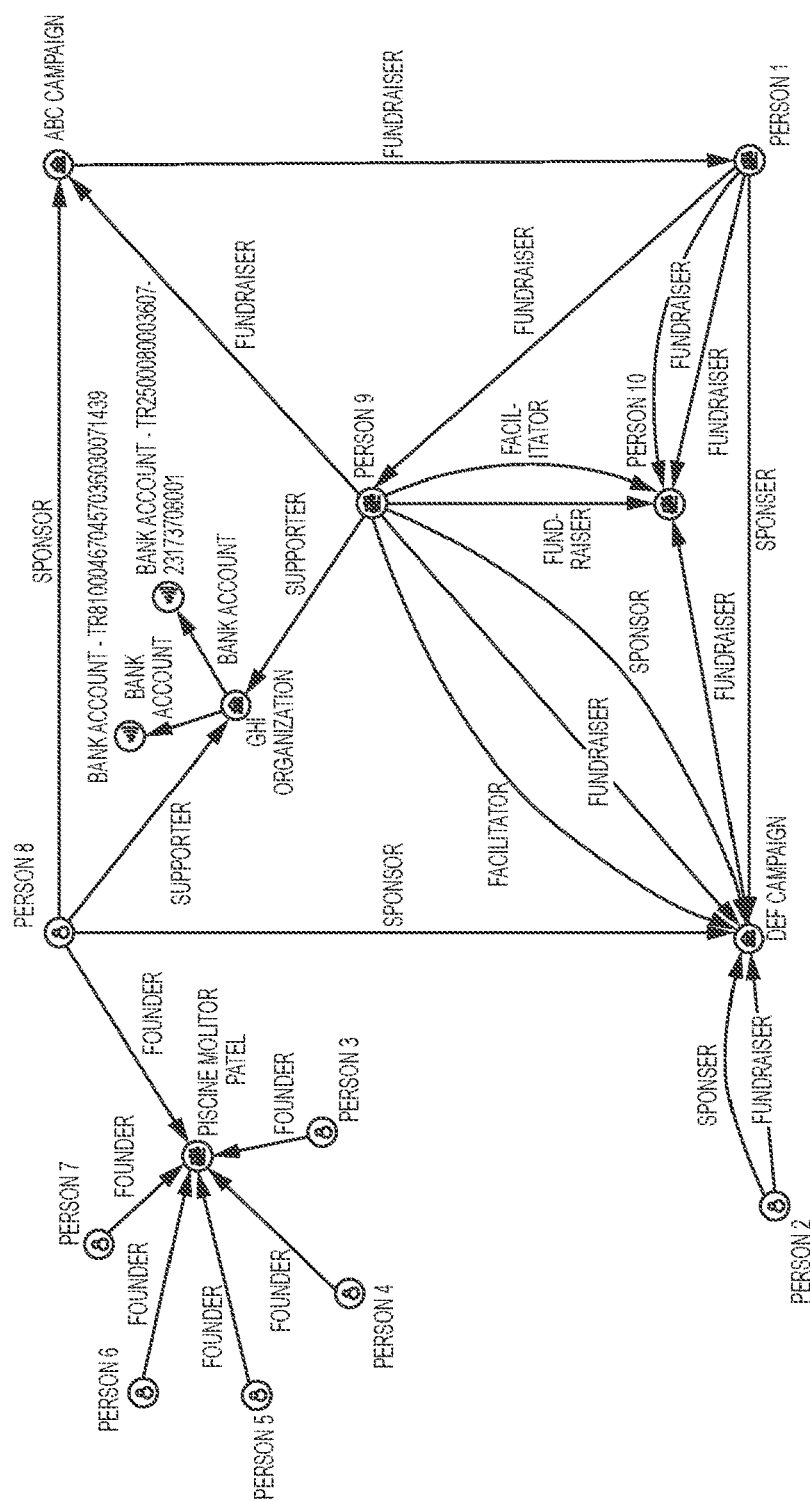 PERSON 8
SPONSOR
ABC CAMPAIGN
BANK ACCOUNT - TR810004670457036030071439
BANK ACCOUNT - TR2500080003607-
23173708001
BANK
ACCOUNT
BANK ACCOUNT
GHI
ORGANIZATION
SUPPORTER
SUPPORTER
FOUNDER
PISCINE MOLITOR
PATEL
PERSON 7
FOUNDER
PERSON 6
FOUNDER
PERSON 5
FOUNDER
PERSON 4
FOUNDER
PERSON 3
FOUNDER
SPONSOR
PERSON 9
FUNDRAISER
FUNDRAISER
FUNDRAISER
FACIL-
ITATOR
FUND-
RAISER
PERSON 10
FACILITATOR
FUNDRAISER
SPONSOR
FUNDRAISER
FUNDRAISER
FUNDRAISER
SPONSER
PERSON 1
DEF CAMPAIGN
SPONSER
FUNDRAISER
PERSON 2